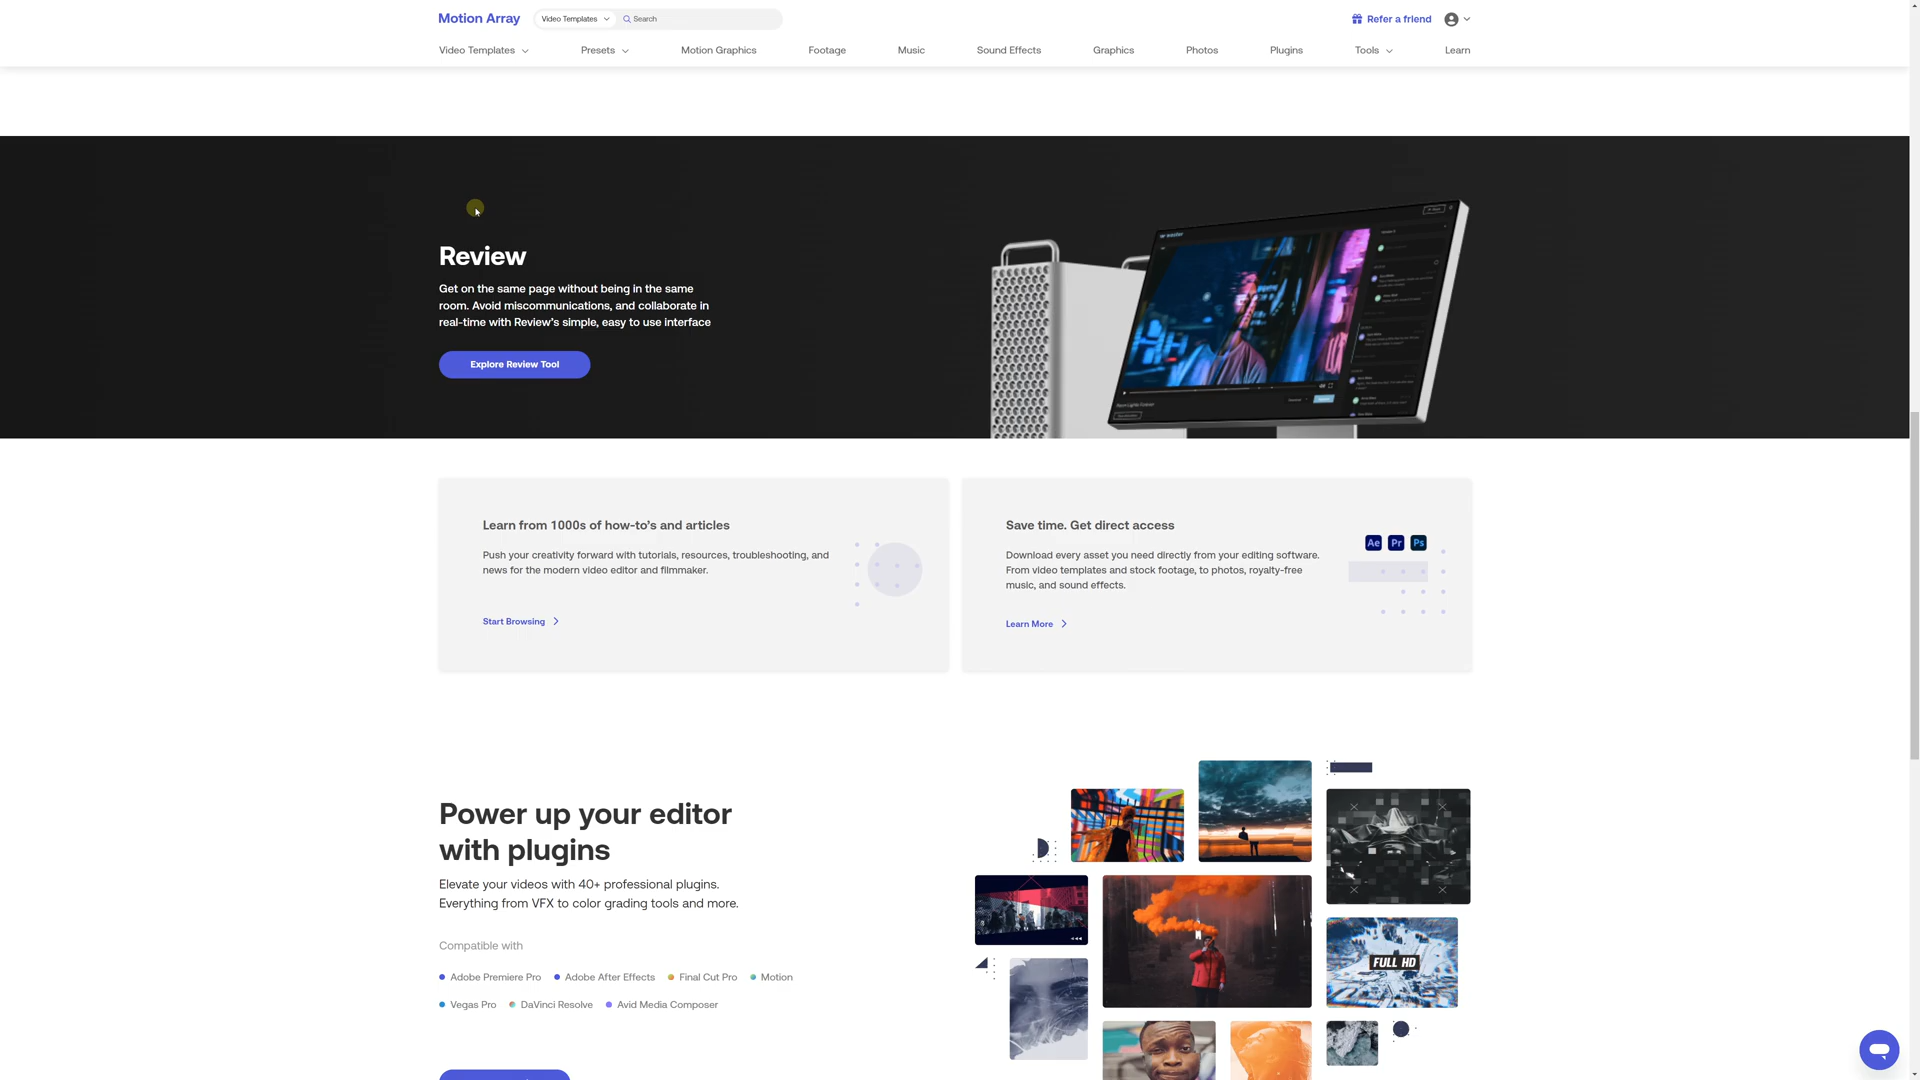 Motion Array
Video Templates
Search
Refer a friend
Video Templates
Presets
Motion Graphics
Footage
Music
Sound Effects
Graphics
Photos
Plugins
Tools
Learn
Review
Get on the same page without being in the same
room. Avoid miscommunications, and collaborate in
real-time with Review's simple, easy to use interface
Explore Review Tool
Learn from 1000s of how-to's and articles
Push your creativity forward with tutorials, resources, troubleshooting, and
news for the modern video editor and filmmaker.
Start Browsing
Save time. Get direct access
Download every asset you need directly from your editing software.
From video templates and stock footage, to photos, royalty-free
music, and sound effects.
Learn More
Ae Pr Ps
Power up your editor
with plugins
Elevate your videos with 40+ professional plugins.
Everything from VFX to color grading tools and more.
Compatible with
Adobe Premiere Pro
Adobe After Effects
Final Cut Pro
Motion
Vegas Pro
DaVinci Resolve
Avid Media Composer
FULL HD